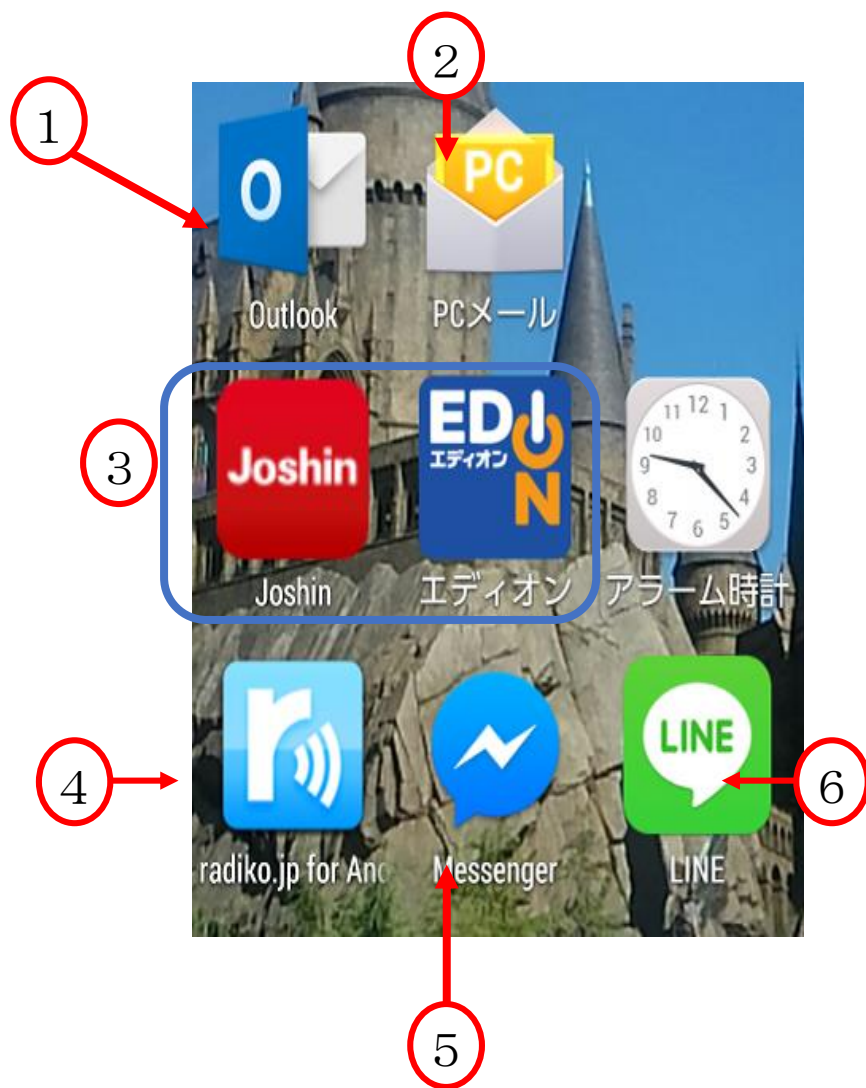 2
1
O
PC
Outlook
PCメール
3
Joshin
EDION
エディオン
11 12 1
10 2
9 3
8 4
7 6 5
Joshin
エディオン
アラーム時計
4
r
LINE
6
radiko.jp for And
Messenger
LINE
5